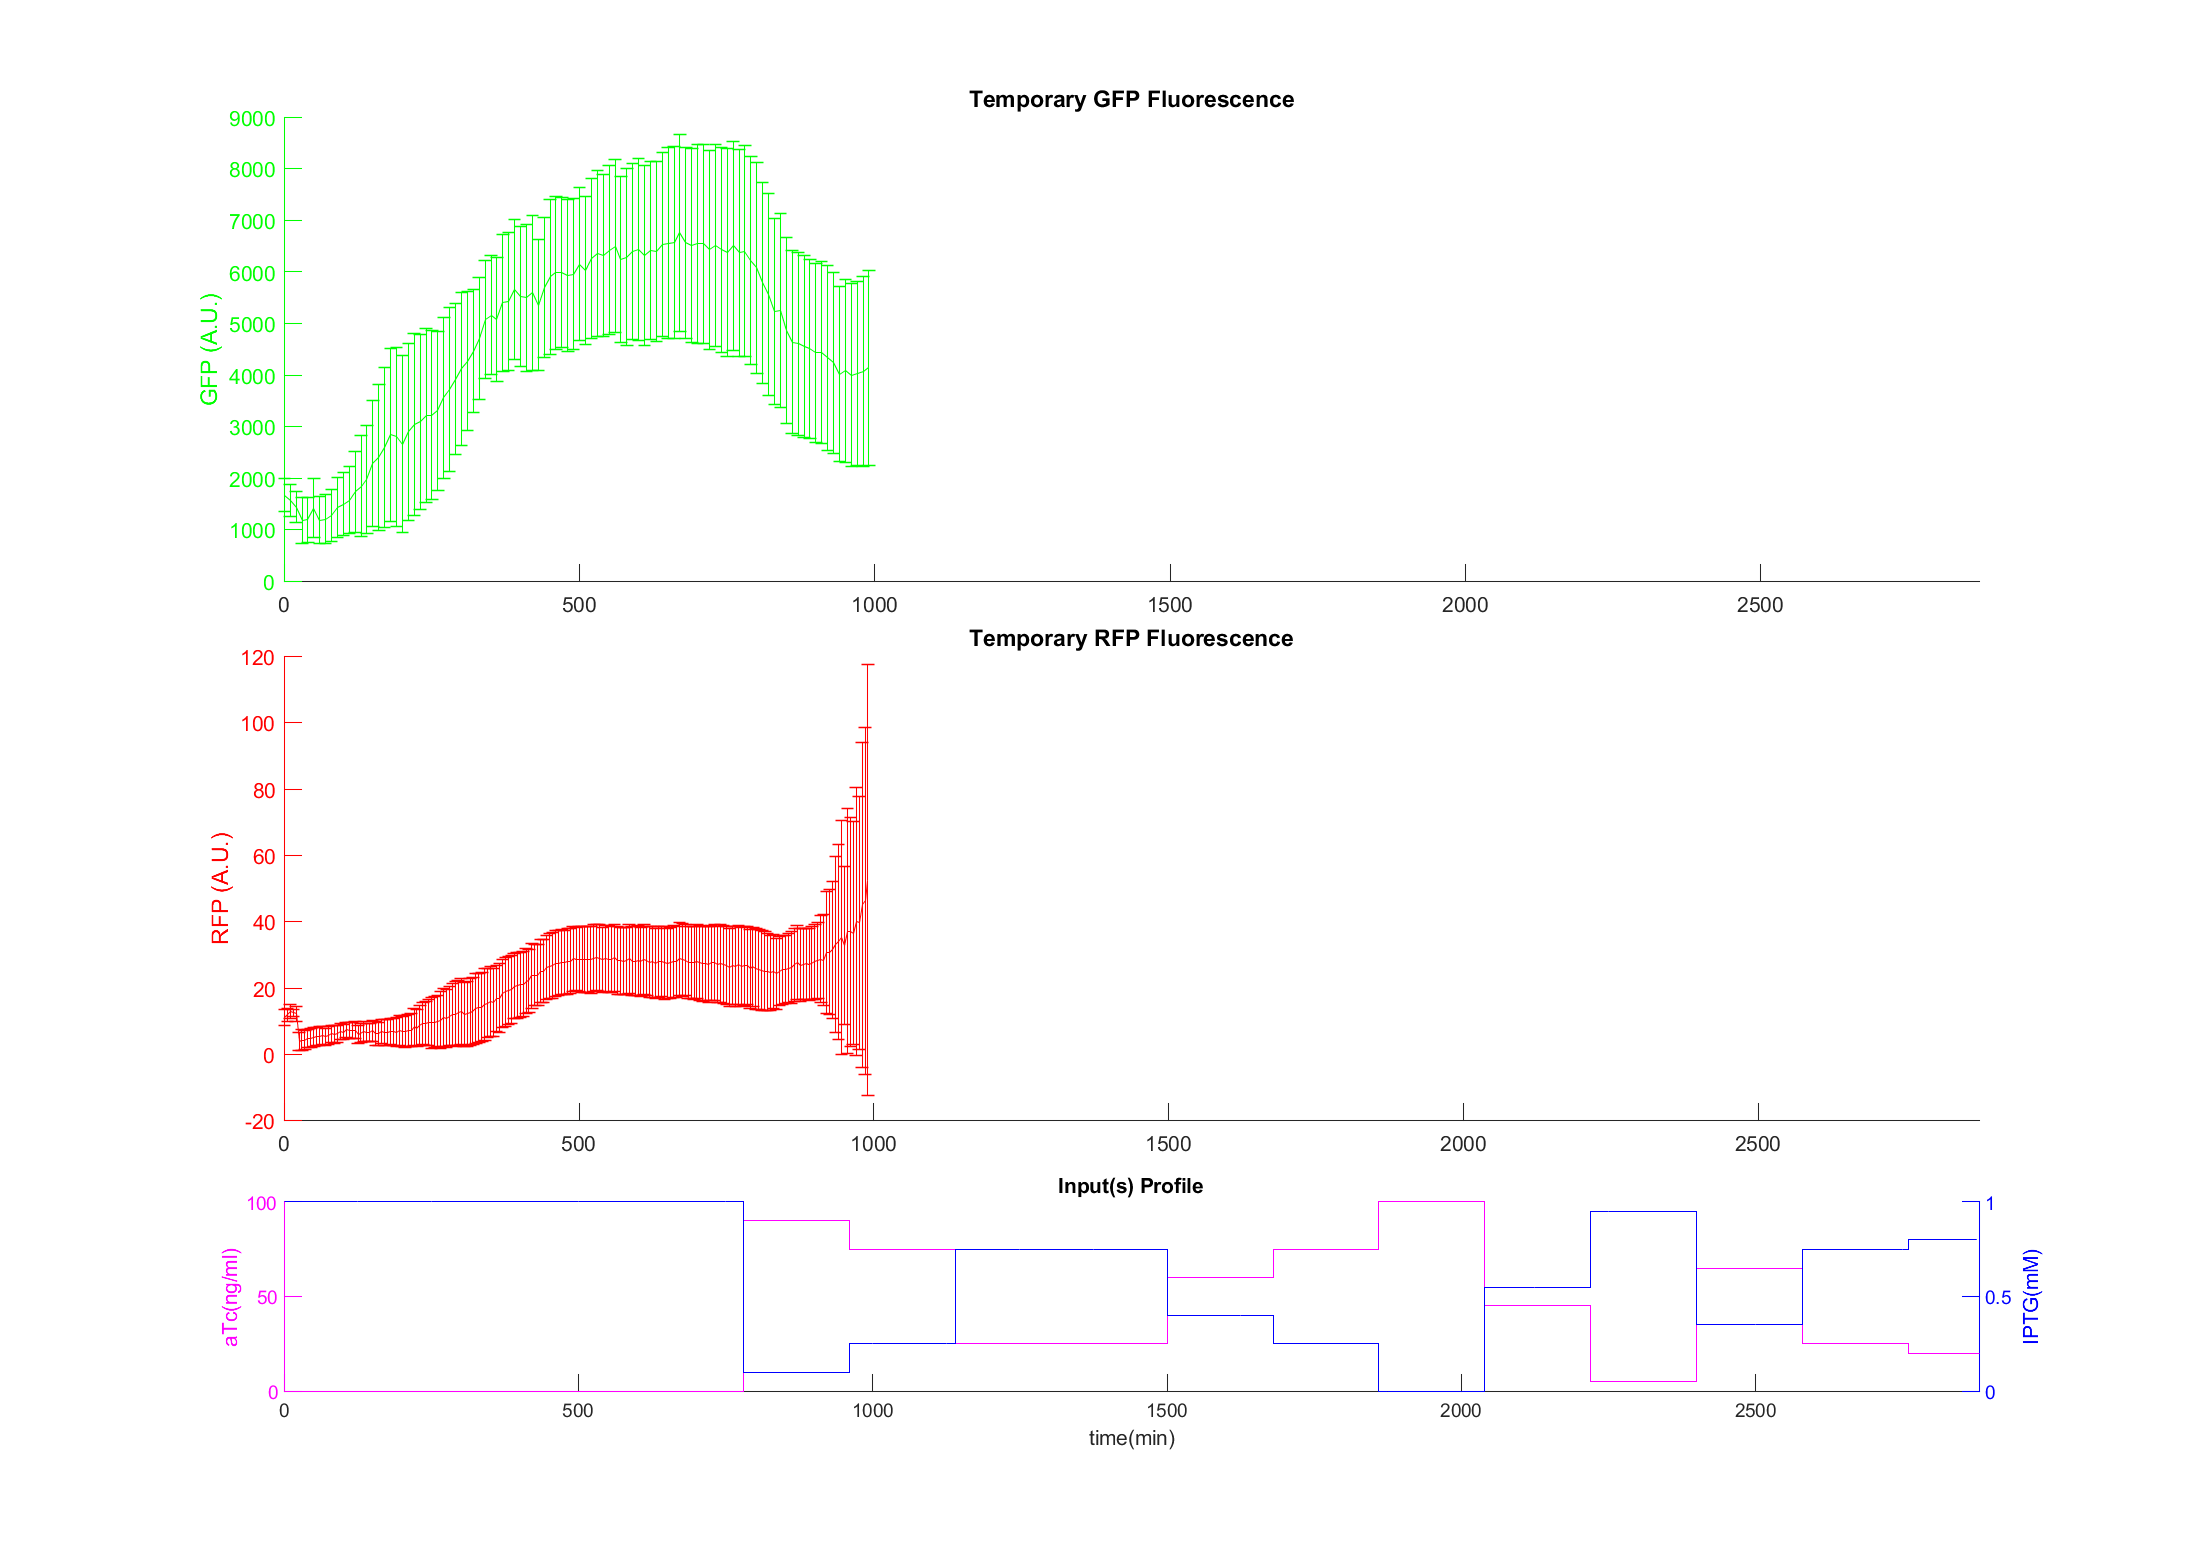 Temporary GFP Fluorescence
9000
8000
7000
6000
5000
4000
3000
2000
1000
0
GFP (A.U.)
0 500 1000 1500 2000 2500
Temporary RFP Fluorescence
120
100
80
60
40
20
0
-20
RFP (A.U.)
0 500 1000 1500 2000 2500
Input(s) Profile
100
50
0
aTc(ng/ml)
1
0.5
0
IPTG(mM)
0 500 1000 1500 2000 2500
time(min)